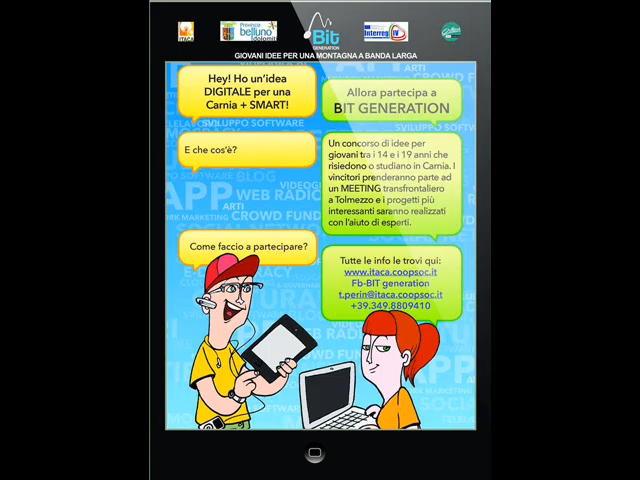 ITACA
Provincia
belluno
dolomiti
Bit
GENERATION
Interreg IV
GIOVANI IDEE PER UNA MONTAGNA A BANDA LARGA
Hey! Ho un'idea
DIGITALE per una
Carnia + SMART!
Allora partecipa a
BIT GENERATION
E che cos'è?
Un concorso di idee per
giovani tra i 14 e i 19 anni che
risiedono o studiano in Carnia. I
vincitori prenderanno parte ad
un MEETING transfrontaliero
a Tolmezzo e i progetti più
interessanti saranno realizzati
con l'aiuto di esperti.
Come faccio a partecipare?
Tutte le info le trovi qui:
www.itaca.coopsoc.it
Fb-BIT generation
t.perin@itaca.coopsoc.it
+39.349.8809410
SVILUPPO SOFTWARE
BLOG
APP
WEB RADIO
ARTI
CROWD FUND